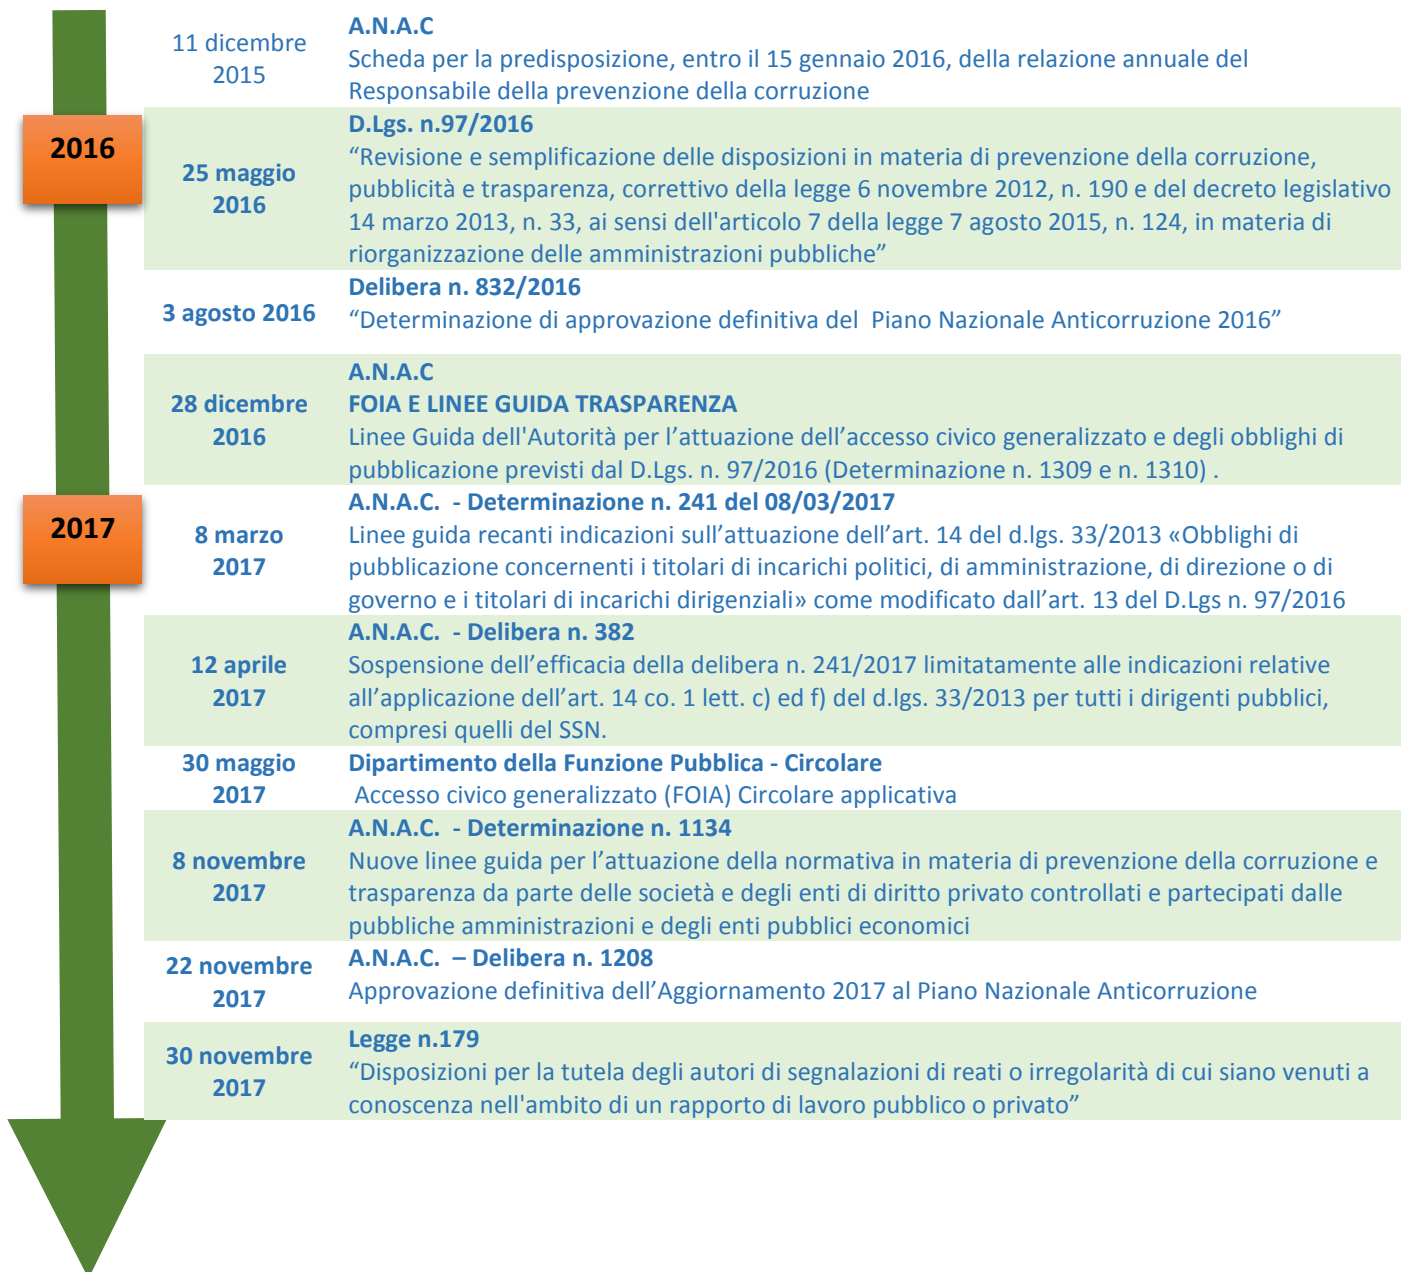 11 dicembre
2015
A.N.A.C
Scheda per la predisposizione, entro il 15 gennaio 2016, della relazione annuale del
Responsabile della prevenzione della corruzione
2016
25 maggio
2016
D.Lgs. n.97/2016
“Revisione e semplificazione delle disposizioni in materia di prevenzione della corruzione,
pubblicità e trasparenza, correttivo della legge 6 novembre 2012, n. 190 e del decreto legislativo
14 marzo 2013, n. 33, ai sensi dell'articolo 7 della legge 7 agosto 2015, n. 124, in materia di
riorganizzazione delle amministrazioni pubbliche”
3 agosto 2016
Delibera n. 832/2016
“Determinazione di approvazione definitiva del  Piano Nazionale Anticorruzione 2016”
28 dicembre
2016
A.N.A.C
FOIA E LINEE GUIDA TRASPARENZA
Linee Guida dell'Autorità per l’attuazione dell’accesso civico generalizzato e degli obblighi di
pubblicazione previsti dal D.Lgs. n. 97/2016 (Determinazione n. 1309 e n. 1310) .
2017
8 marzo
2017
A.N.A.C.  - Determinazione n. 241 del 08/03/2017
Linee guida recanti indicazioni sull’attuazione dell’art. 14 del d.lgs. 33/2013 «Obblighi di
pubblicazione concernenti i titolari di incarichi politici, di amministrazione, di direzione o di
governo e i titolari di incarichi dirigenziali» come modificato dall’art. 13 del D.Lgs n. 97/2016
12 aprile
2017
A.N.A.C.  - Delibera n. 382
Sospensione dell’efficacia della delibera n. 241/2017 limitatamente alle indicazioni relative
all’applicazione dell’art. 14 co. 1 lett. c) ed f) del d.lgs. 33/2013 per tutti i dirigenti pubblici,
compresi quelli del SSN.
30 maggio
2017
Dipartimento della Funzione Pubblica - Circolare
Accesso civico generalizzato (FOIA) Circolare applicativa
8 novembre
2017
A.N.A.C.  - Determinazione n. 1134
Nuove linee guida per l’attuazione della normativa in materia di prevenzione della corruzione e
trasparenza da parte delle società e degli enti di diritto privato controllati e partecipati dalle
pubbliche amministrazioni e degli enti pubblici economici
22 novembre
2017
A.N.A.C.  – Delibera n. 1208
Approvazione definitiva dell’Aggiornamento 2017 al Piano Nazionale Anticorruzione
30 novembre
2017
Legge n.179
“Disposizioni per la tutela degli autori di segnalazioni di reati o irregolarità di cui siano venuti a
conoscenza nell'ambito di un rapporto di lavoro pubblico o privato”